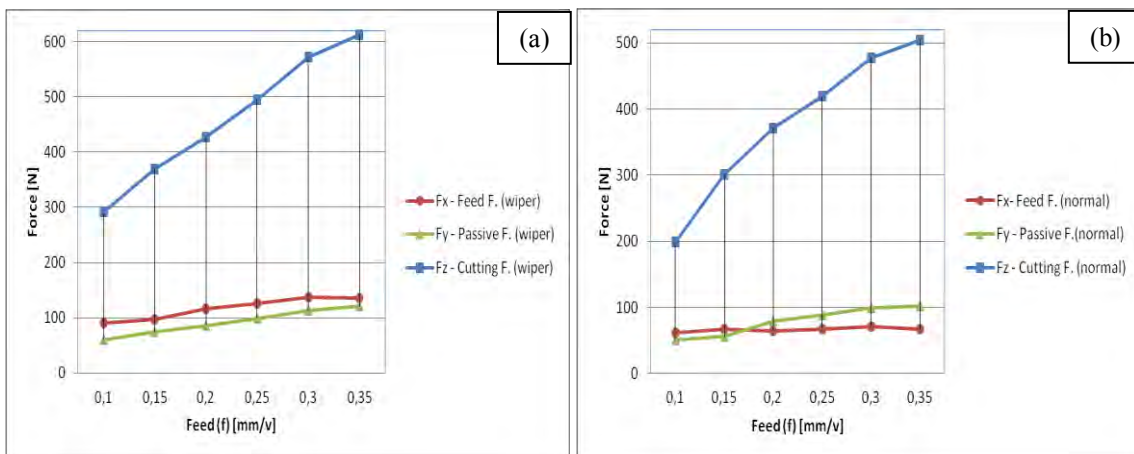 (a)
600
500
400
300
200
100
0
Force [N]
0,1 0,15 0,2 0,25 0,3 0,35
Feed (f) [mm/v]
Fx - Feed F. (wiper)
Fy - Passive F. (wiper)
Fz - Cutting F. (wiper)
(b)
500
400
300
200
100
0
Force [N]
0,1 0,15 0,2 0,25 0,3 0,35
Feed (f) [mm/v]
Fx- Feed F. (normal)
Fy - Passive F.(normal)
Fz - Cutting F. (normal)